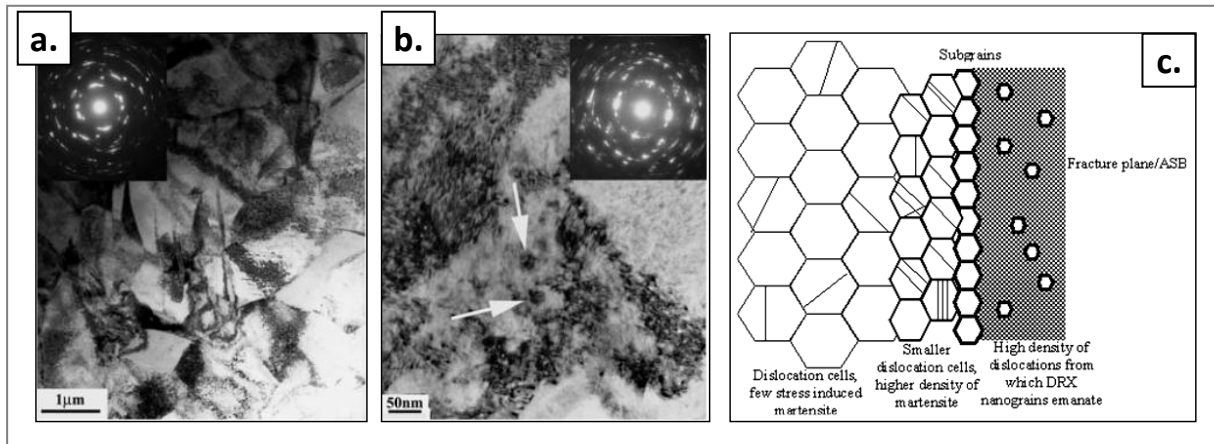 a.
1µm
b.
50nm
c.
Subgrains
Fracture plane/ASB
Dislocation cells,
few stress induced
martensite
Smaller
dislocation cells,
higher density of
martensite
High density of
dislocations from
which DRX
nanograins emanate